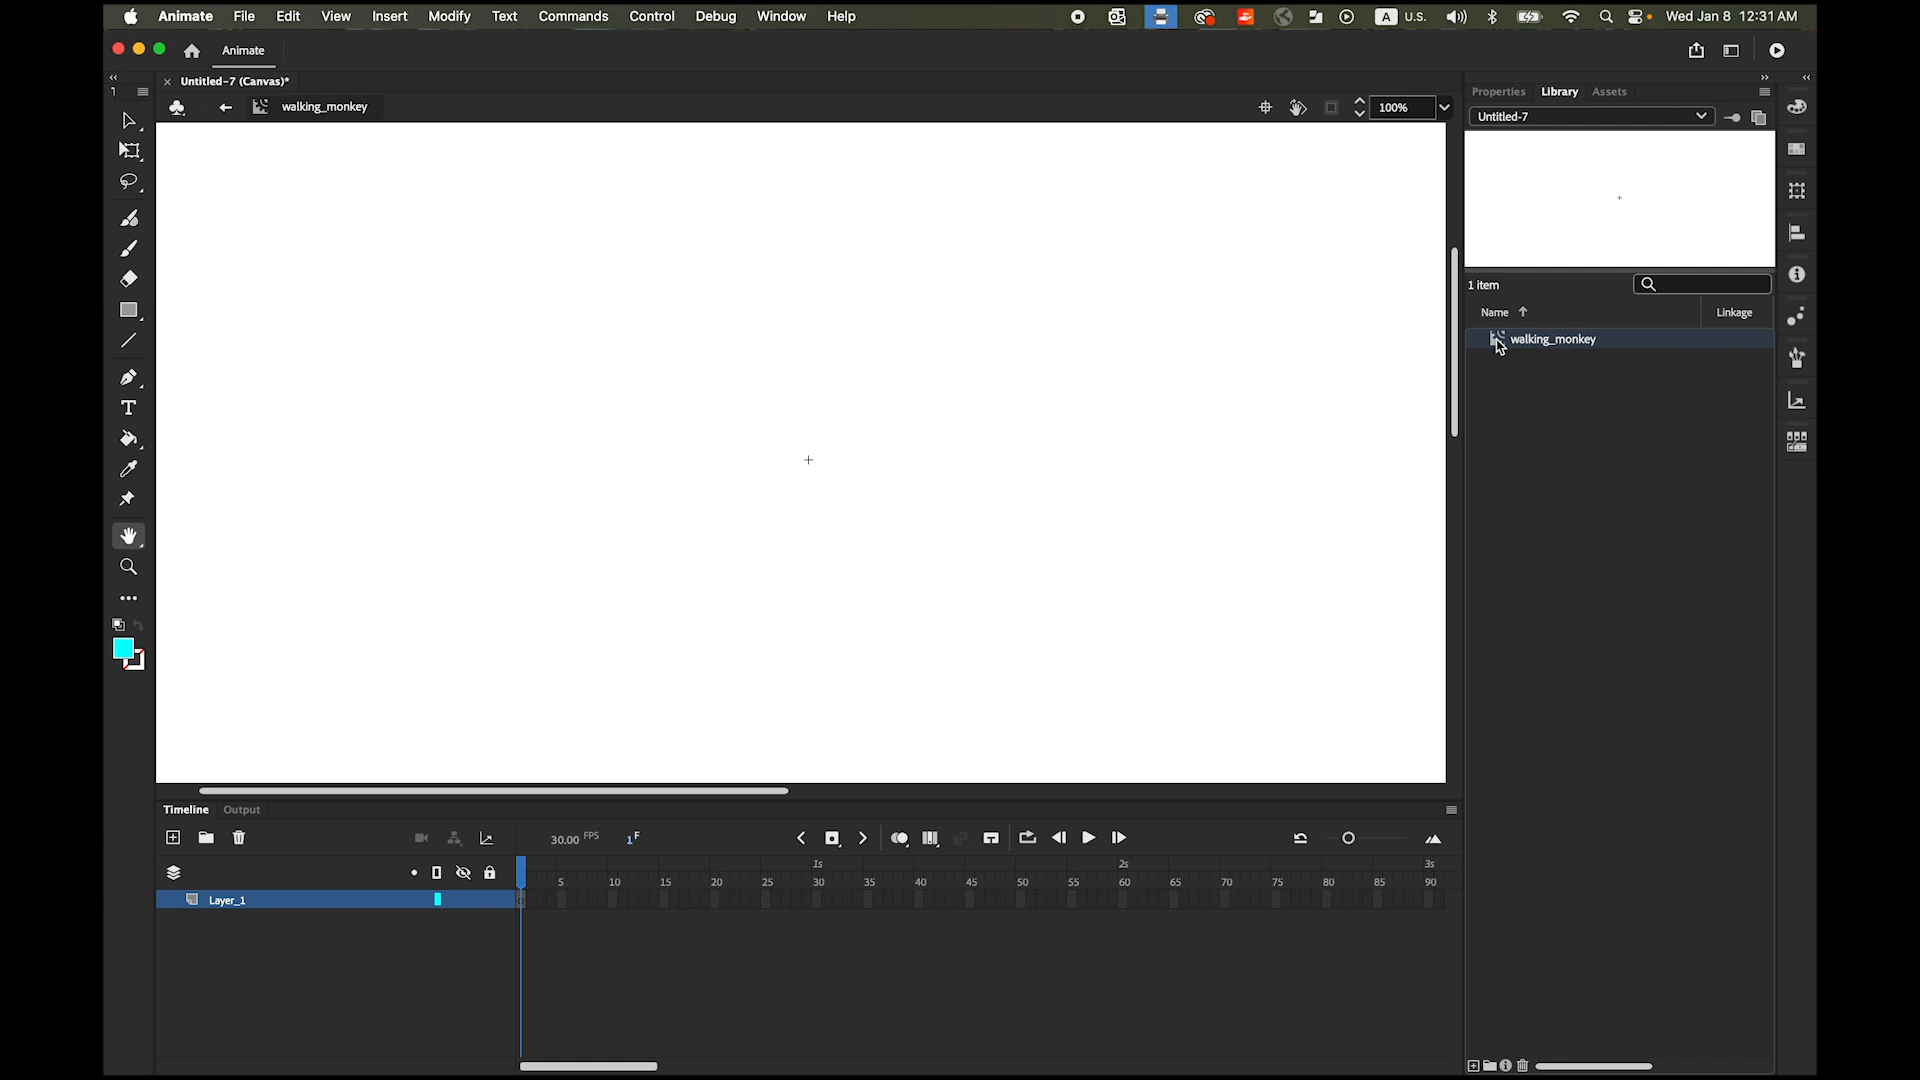 Animate File Edit View Insert Modify Text Commands Control Debug Window Help A U.S. Wed Jan 8 12:31 AM
Animate
Untitled-7 (Canvas)*
walking_monkey
100%
Properties Library Assets
Untitled-7
1 item
Name Linkage
walking_monkey
Timeline Output
30.00 FPS 1F
1s 2s 3s
5 10 15 20 25 30 35 40 45 50 55 60 65 70 75 80 85 90
Layer_1